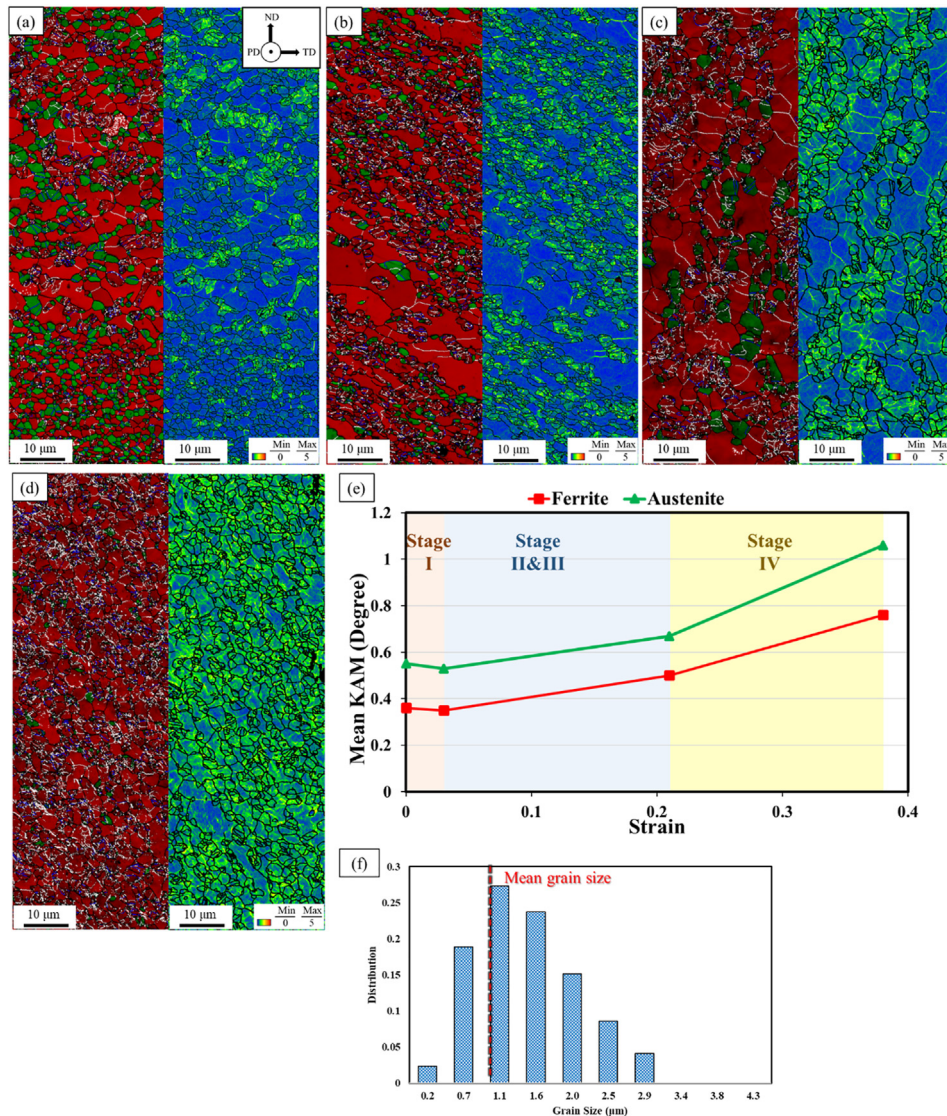 (a)
ND
PD
TD
10 μm
10 μm
Min Max
0 5
(b)
10 μm
10 μm
Min Max
0 5
(c)
10 μm
10 μm
Min Max
0 5
(d)
10 μm
10 μm
Min Max
0 5
(e)
Ferrite Austenite
Mean KAM (Degree)
1.2
1
0.8
0.6
0.4
0.2
0
Stage
I
Stage
II&III
Stage
IV
0 0.1 0.2 0.3 0.4
Strain
(f)
Mean grain size
Distribution
0.3
0.25
0.2
0.15
0.1
0.05
0
0.2 0.7 1.1 1.6 2.0 2.5 2.9 3.4 3.8 4.3
Grain Size (μm)